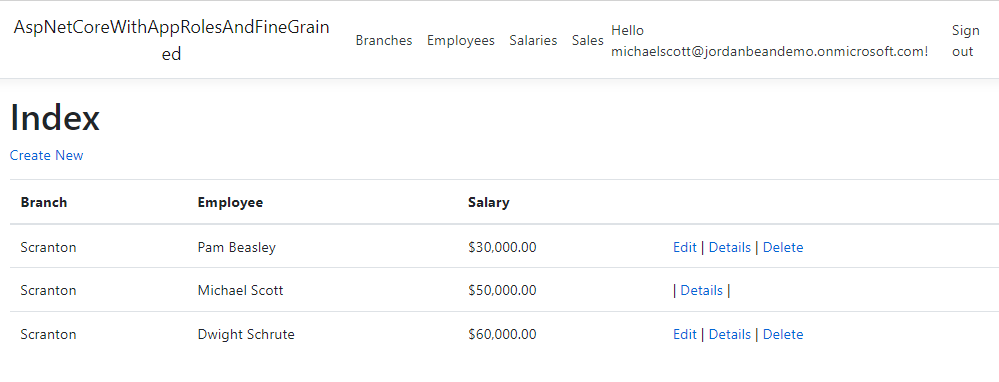 AspNetCoreWithAppRolesAndFineGrain
ed
Branches Employees Salaries Sales Hello
michaelscott@jordanbeandemo.onmicrosoft.com!
Sign
out
Index
Create New
Branch Employee Salary
Scranton Pam Beasley $30,000.00 Edit | Details | Delete
Scranton Michael Scott $50,000.00 | Details |
Scranton Dwight Schrute $60,000.00 Edit | Details | Delete